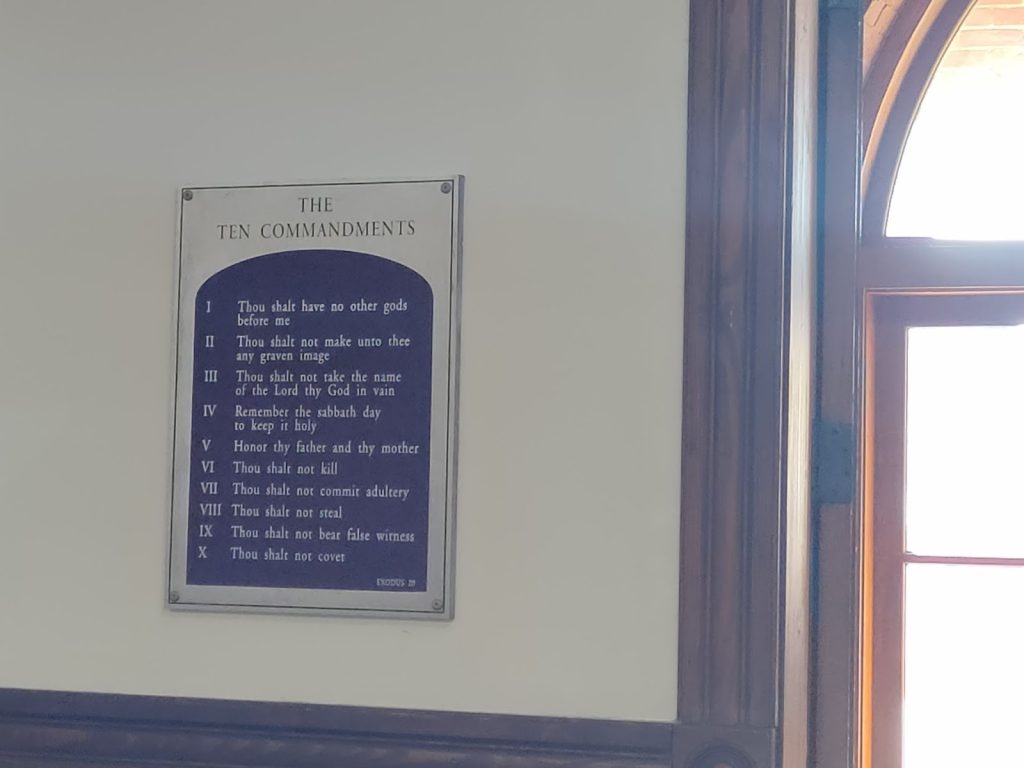 THE
TEN COMMANDMENTS
I Thou shalt have no other gods
before me
II Thou shalt not make unto thee
any graven image
III Thou shalt not take the name
of the Lord thy God in vain
IV Remember the sabbath day
to keep it holy
V Honor thy father and thy mother
VI Thou shalt not kill
VII Thou shalt not commit adultery
VIII Thou shalt not steal
IX Thou shalt not bear false witness
X Thou shalt not covet
EXODUS 20